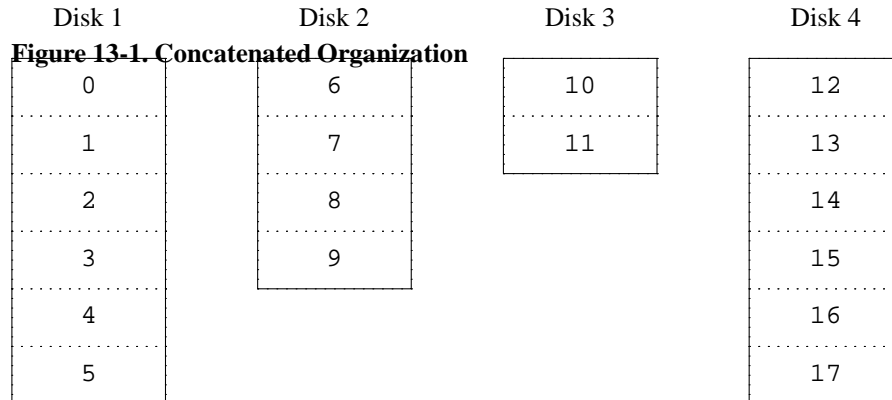 Disk 1 Disk 2 Disk 3 Disk 4
Figure 13-1. Concatenated Organization
0 6 10 12
1 7 11 13
2 8 14
3 9 15
4 16
5 17